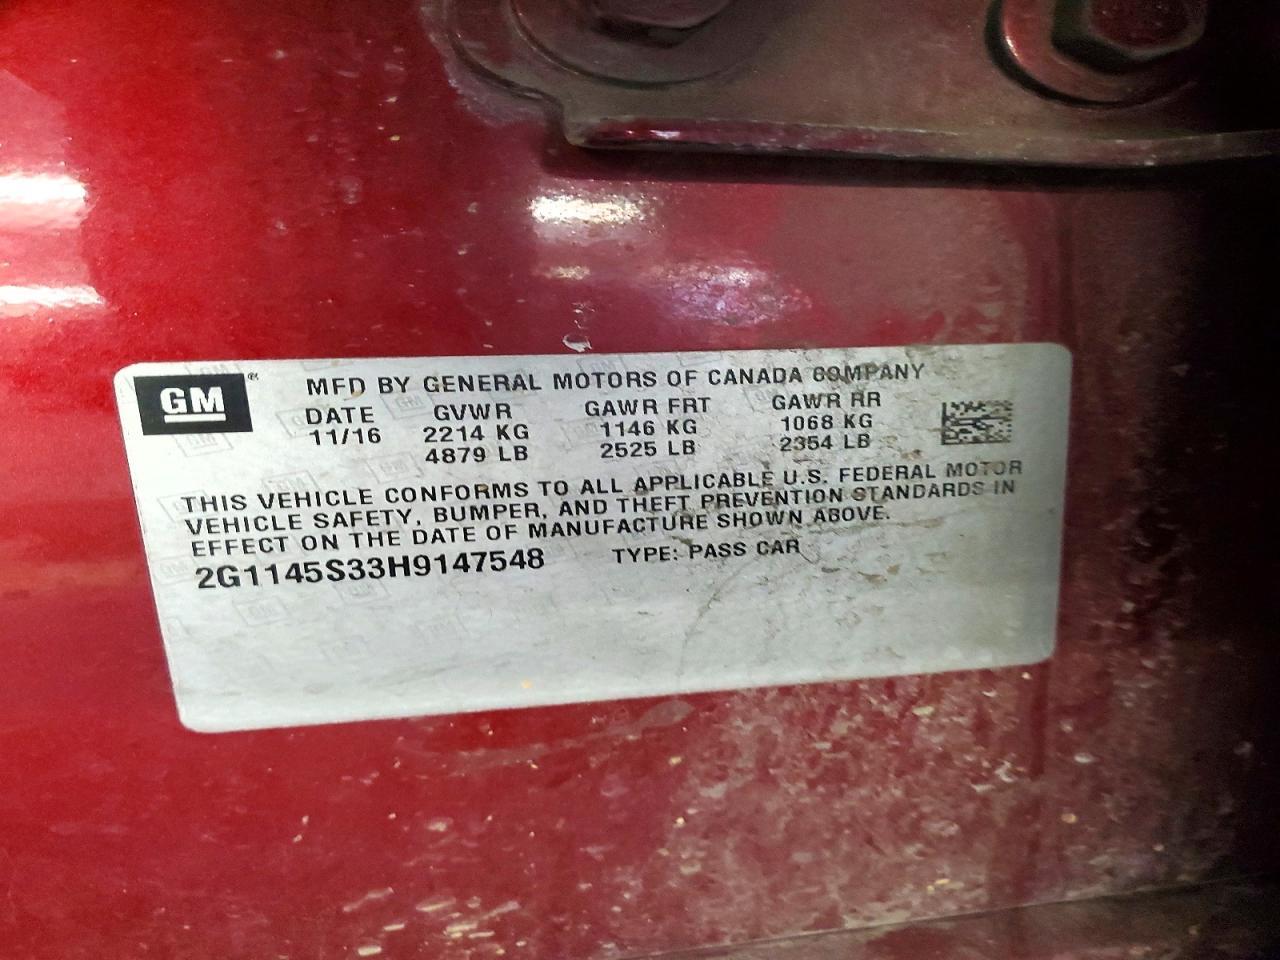 GM ® MFD BY GENERAL MOTORS OF CANADA COMPANY
DATE GVWR GAWR FRT GAWR RR
11/16 2214 KG 1146 KG 1068 KG
4879 LB 2525 LB 2354 LB
THIS VEHICLE CONFORMS TO ALL APPLICABLE U.S. FEDERAL MOTOR
VEHICLE SAFETY, BUMPER, AND THEFT PREVENTION STANDARDS IN
EFFECT ON THE DATE OF MANUFACTURE SHOWN ABOVE.
2G1145S33H9147548 TYPE: PASS CAR